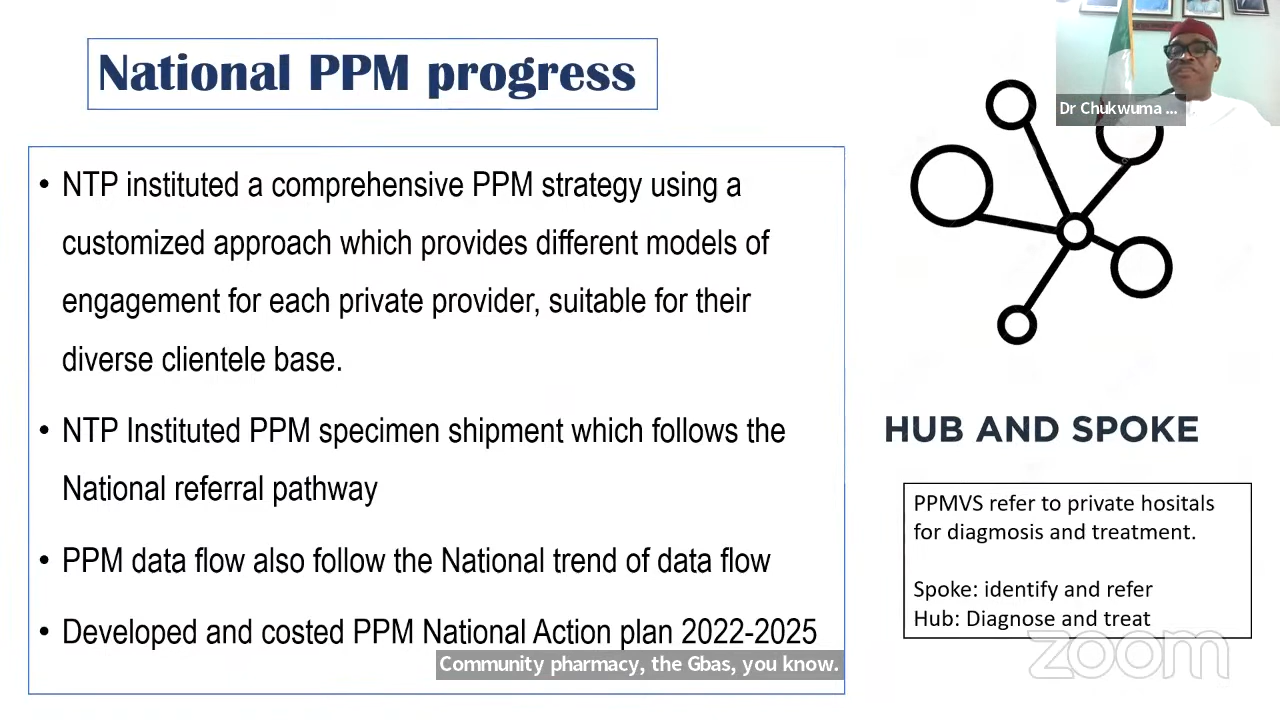 National PPM progress
• NTP instituted a comprehensive PPM strategy using a
customized approach which provides different models of
engagement for each private provider, suitable for their
diverse clientele base.
• NTP Instituted PPM specimen shipment which follows the
National referral pathway
• PPM data flow also follow the National trend of data flow
• Developed and costed PPM National Action plan 2022-2025
Dr Chukwuma ...
HUB AND SPOKE
PPMVS refer to private hositals
for diagnosis and treatment.
Spoke: identify and refer
Hub: Diagnose and treat
Community pharmacy, the Gbas, you know.
zoom